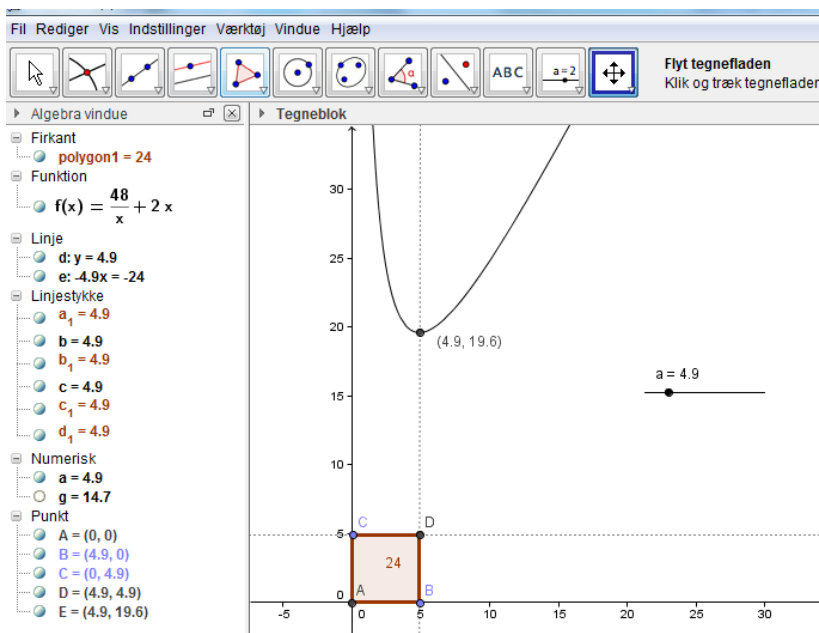 Fil Rediger Vis Indstillinger Værktøj Vindue Hjælp
ABC
a=2
α
Flyt tegnefladen
Klik og træk tegnefladen
Algebra vindue
Tegneblok
Firkant
polygon1 = 24
Funktion
f(x) = 48/x + 2 x
Linje
d: y = 4.9
e: -4.9x = -24
Linjestykke
a₁ = 4.9
b = 4.9
b₁ = 4.9
c = 4.9
c₁ = 4.9
d₁ = 4.9
Numerisk
a = 4.9
g = 14.7
Punkt
A = (0, 0)
B = (4.9, 0)
C = (0, 4.9)
D = (4.9, 4.9)
E = (4.9, 19.6)
30
25
20
(4.9, 19.6)
a = 4.9
15
10
C
D
5
24
0
A
B
-5
0
5
10
15
20
25
30